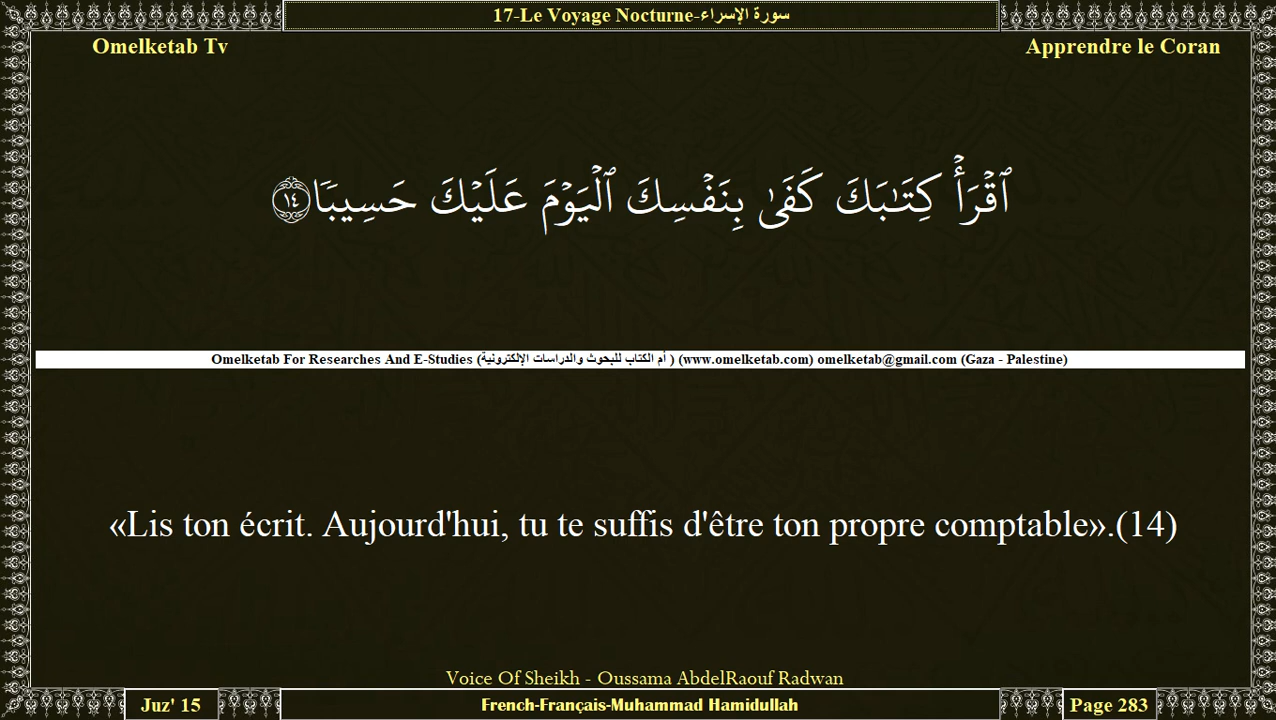 17-Le Voyage Nocturne-سورة الإسراء
Omelketab Tv
Apprendre le Coran
ٱقۡرَأۡ كِتَٰبَكَ كَفَىٰ بِنَفۡسِكَ ٱلۡيَوۡمَ عَلَيۡكَ حَسِيبٗا ١٤
Omelketab For Researches And E-Studies (أم الكتاب للبحوث والدراسات الإلكترونية ) (www.omelketab.com) omelketab@gmail.com (Gaza - Palestine)
«Lis ton écrit. Aujourd'hui, tu te suffis d'être ton propre comptable».(14)
Voice Of Sheikh - Oussama AbdelRaouf Radwan
Juz' 15
French-Français-Muhammad Hamidullah
Page 283